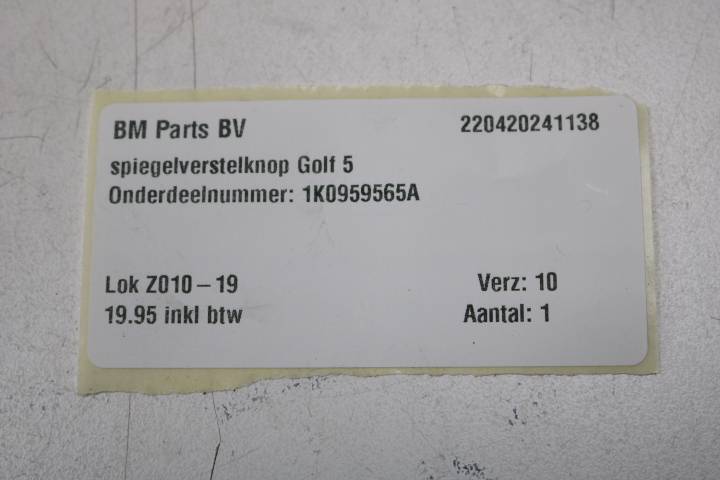 BM Parts BV 220420241138
spiegelverstelknop Golf 5
Onderdeelnummer: 1K0959565A
Lok Z010-19 Verz: 10
19.95 inkl btw Aantal: 1